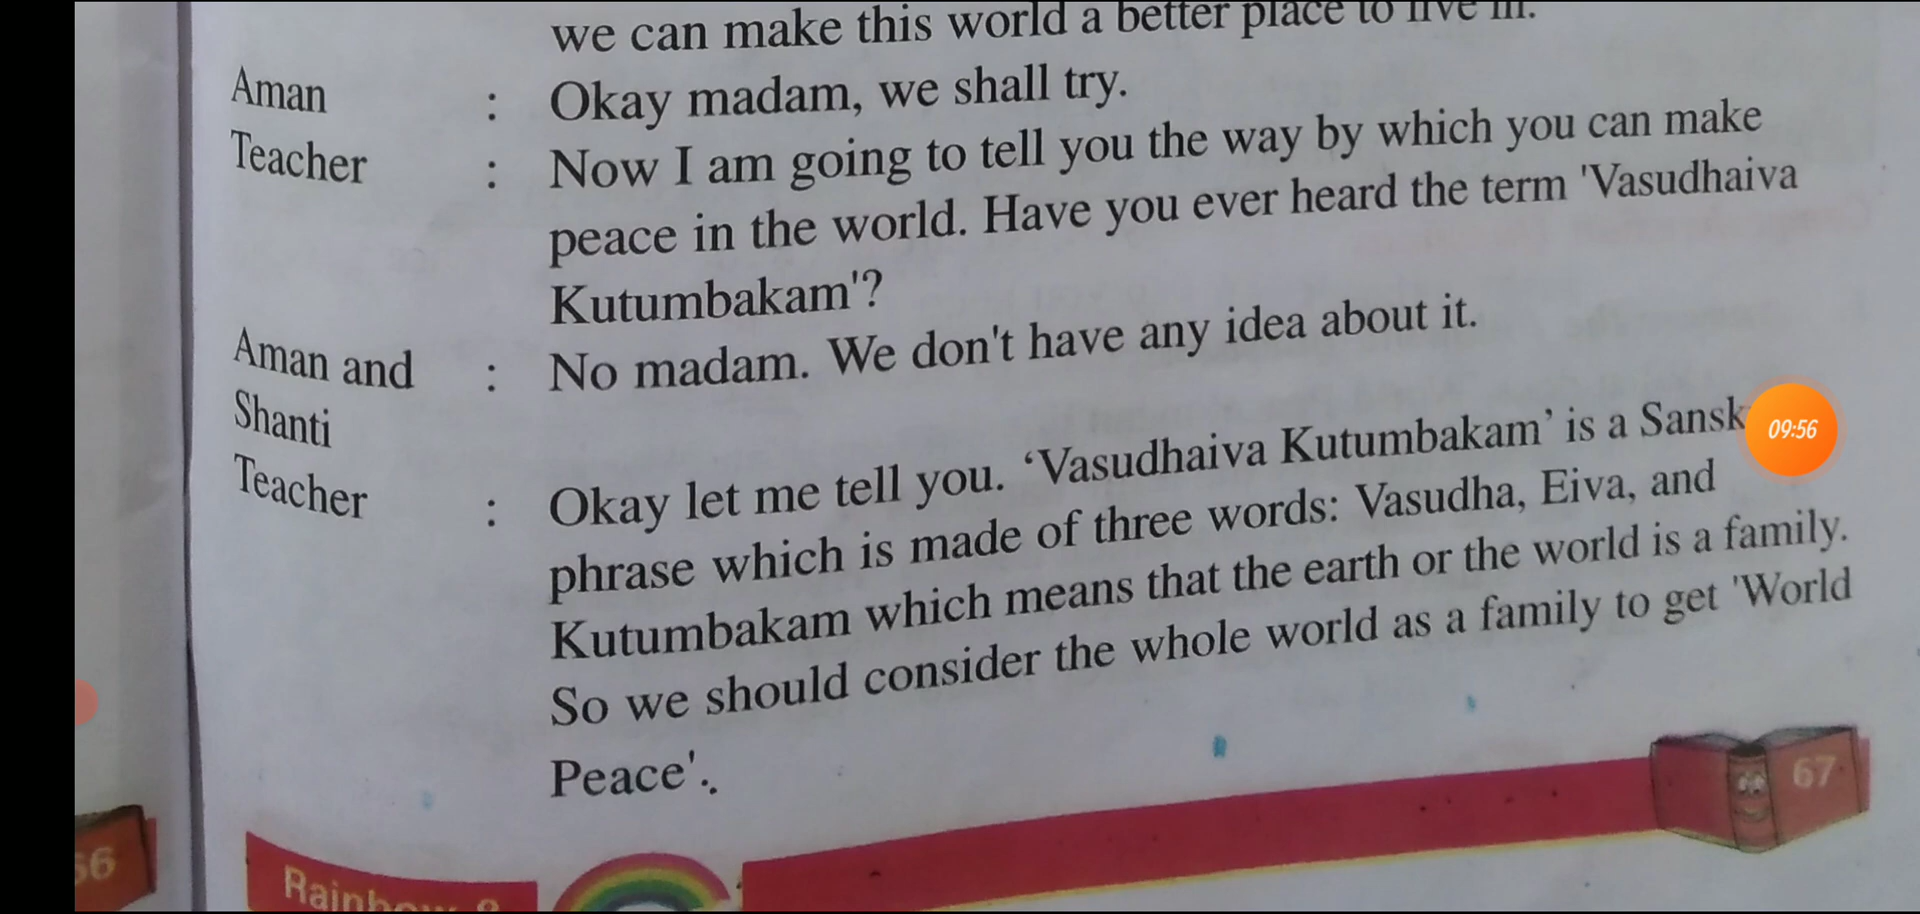 we can make this world a better place to live in.
Aman : Okay madam, we shall try.
Teacher : Now I am going to tell you the way by which you can make
peace in the world. Have you ever heard the term 'Vasudhaiva
Kutumbakam'?
Aman and : No madam. We don't have any idea about it.
Shanti
Teacher : Okay let me tell you. ‘Vasudhaiva Kutumbakam’ is a Sansk
09:56
phrase which is made of three words: Vasudha, Eiva, and
Kutumbakam which means that the earth or the world is a family.
So we should consider the whole world as a family to get 'World
Peace'.
67
66
Rainbow